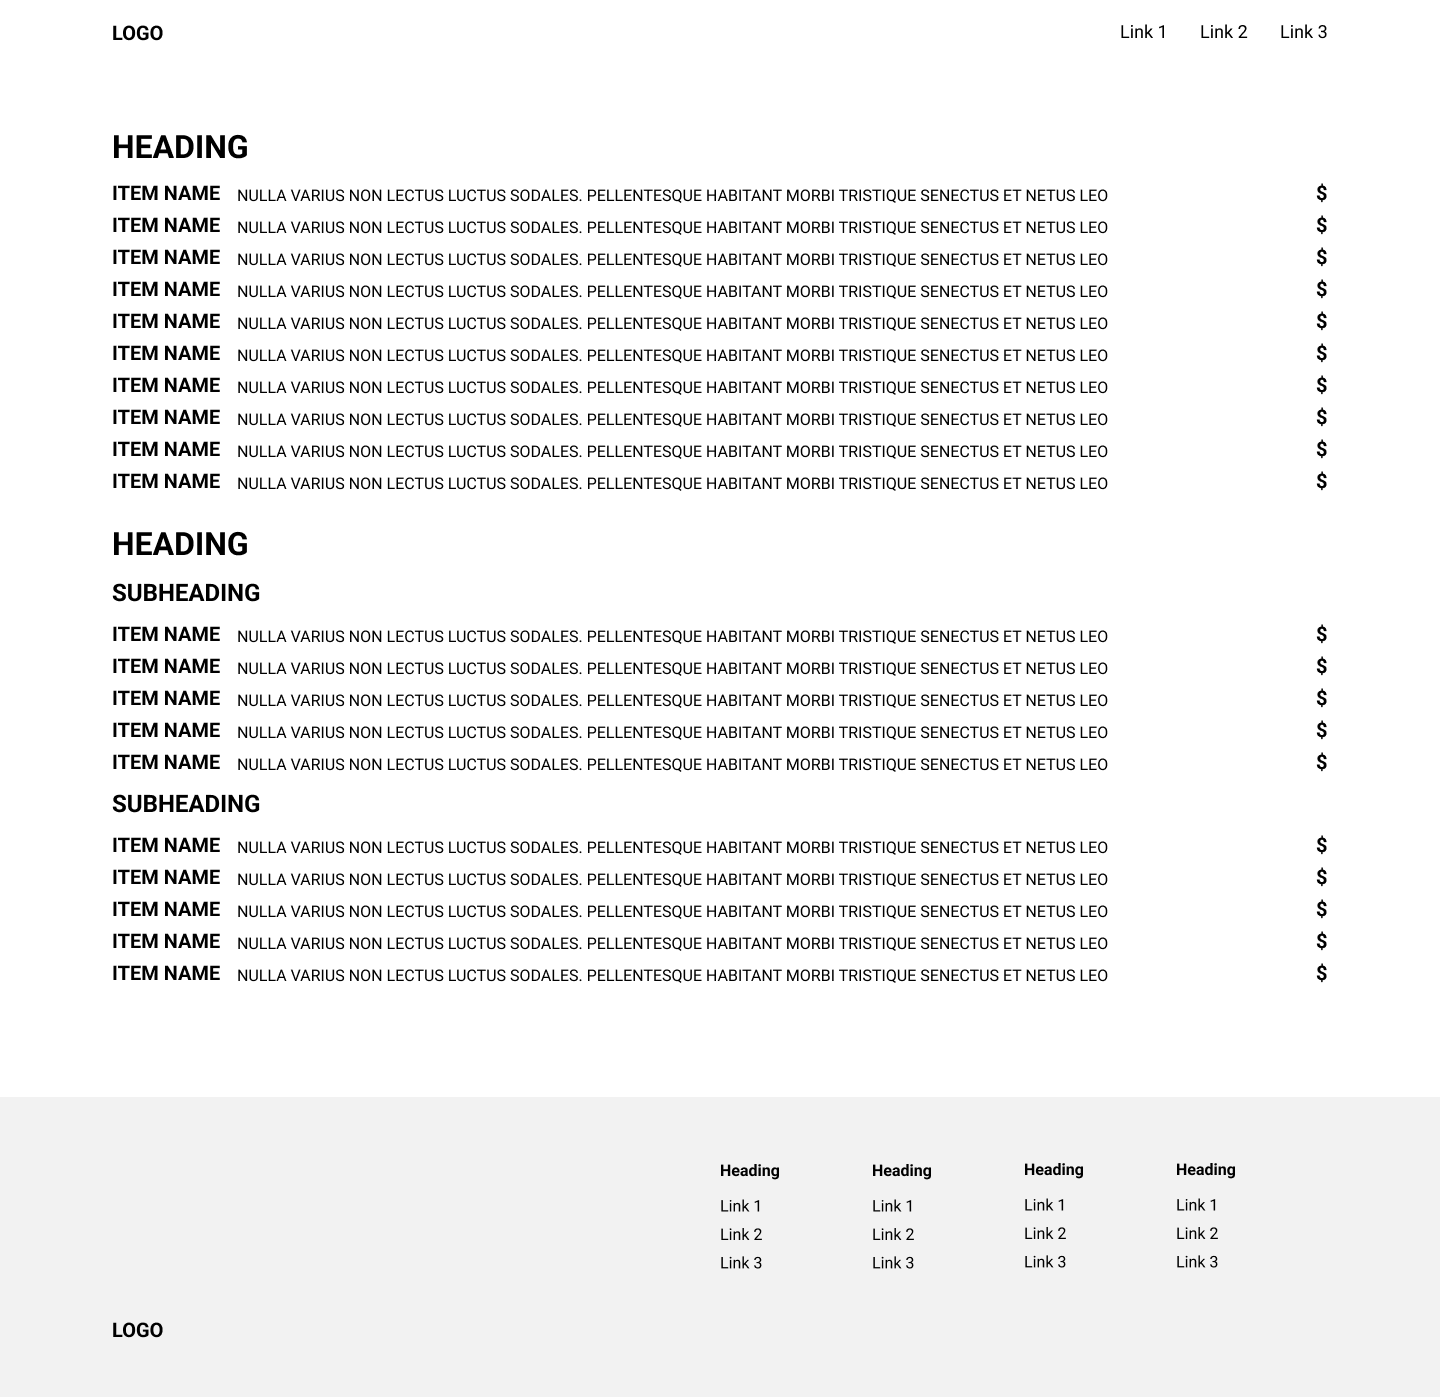 LOGO
Link 1 Link 2 Link 3
HEADING
ITEM NAME NULLA VARIUS NON LECTUS LUCTUS SODALES. PELLENTESQUE HABITANT MORBI TRISTIQUE SENECTUS ET NETUS LEO $
ITEM NAME NULLA VARIUS NON LECTUS LUCTUS SODALES. PELLENTESQUE HABITANT MORBI TRISTIQUE SENECTUS ET NETUS LEO $
ITEM NAME NULLA VARIUS NON LECTUS LUCTUS SODALES. PELLENTESQUE HABITANT MORBI TRISTIQUE SENECTUS ET NETUS LEO $
ITEM NAME NULLA VARIUS NON LECTUS LUCTUS SODALES. PELLENTESQUE HABITANT MORBI TRISTIQUE SENECTUS ET NETUS LEO $
ITEM NAME NULLA VARIUS NON LECTUS LUCTUS SODALES. PELLENTESQUE HABITANT MORBI TRISTIQUE SENECTUS ET NETUS LEO $
ITEM NAME NULLA VARIUS NON LECTUS LUCTUS SODALES. PELLENTESQUE HABITANT MORBI TRISTIQUE SENECTUS ET NETUS LEO $
ITEM NAME NULLA VARIUS NON LECTUS LUCTUS SODALES. PELLENTESQUE HABITANT MORBI TRISTIQUE SENECTUS ET NETUS LEO $
ITEM NAME NULLA VARIUS NON LECTUS LUCTUS SODALES. PELLENTESQUE HABITANT MORBI TRISTIQUE SENECTUS ET NETUS LEO $
ITEM NAME NULLA VARIUS NON LECTUS LUCTUS SODALES. PELLENTESQUE HABITANT MORBI TRISTIQUE SENECTUS ET NETUS LEO $
ITEM NAME NULLA VARIUS NON LECTUS LUCTUS SODALES. PELLENTESQUE HABITANT MORBI TRISTIQUE SENECTUS ET NETUS LEO $
HEADING
SUBHEADING
ITEM NAME NULLA VARIUS NON LECTUS LUCTUS SODALES. PELLENTESQUE HABITANT MORBI TRISTIQUE SENECTUS ET NETUS LEO $
ITEM NAME NULLA VARIUS NON LECTUS LUCTUS SODALES. PELLENTESQUE HABITANT MORBI TRISTIQUE SENECTUS ET NETUS LEO $
ITEM NAME NULLA VARIUS NON LECTUS LUCTUS SODALES. PELLENTESQUE HABITANT MORBI TRISTIQUE SENECTUS ET NETUS LEO $
ITEM NAME NULLA VARIUS NON LECTUS LUCTUS SODALES. PELLENTESQUE HABITANT MORBI TRISTIQUE SENECTUS ET NETUS LEO $
ITEM NAME NULLA VARIUS NON LECTUS LUCTUS SODALES. PELLENTESQUE HABITANT MORBI TRISTIQUE SENECTUS ET NETUS LEO $
SUBHEADING
ITEM NAME NULLA VARIUS NON LECTUS LUCTUS SODALES. PELLENTESQUE HABITANT MORBI TRISTIQUE SENECTUS ET NETUS LEO $
ITEM NAME NULLA VARIUS NON LECTUS LUCTUS SODALES. PELLENTESQUE HABITANT MORBI TRISTIQUE SENECTUS ET NETUS LEO $
ITEM NAME NULLA VARIUS NON LECTUS LUCTUS SODALES. PELLENTESQUE HABITANT MORBI TRISTIQUE SENECTUS ET NETUS LEO $
ITEM NAME NULLA VARIUS NON LECTUS LUCTUS SODALES. PELLENTESQUE HABITANT MORBI TRISTIQUE SENECTUS ET NETUS LEO $
ITEM NAME NULLA VARIUS NON LECTUS LUCTUS SODALES. PELLENTESQUE HABITANT MORBI TRISTIQUE SENECTUS ET NETUS LEO $
Heading Heading Heading Heading
Link 1 Link 1 Link 1 Link 1
Link 2 Link 2 Link 2 Link 2
Link 3 Link 3 Link 3 Link 3
LOGO